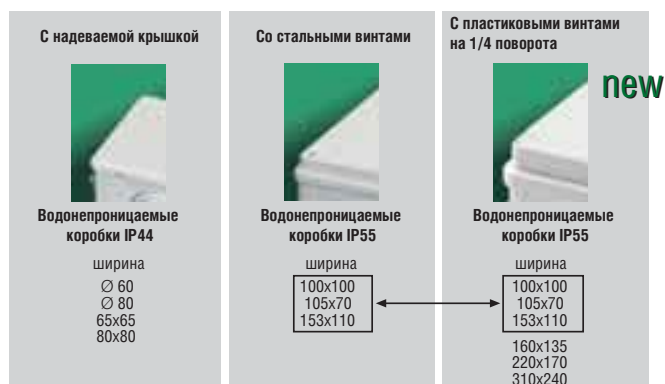 С надеваемой крышкой
Водонепроницаемые
коробки IP44
ширина
∅ 60
∅ 80
65x65
80x80
Со стальными винтами
Водонепроницаемые
коробки IP55
ширина
100x100
105x70
153x110
С пластиковыми винтами
на 1/4 поворота
new
Водонепроницаемые
коробки IP55
ширина
100x100
105x70
153x110
160x135
220x170
310x240